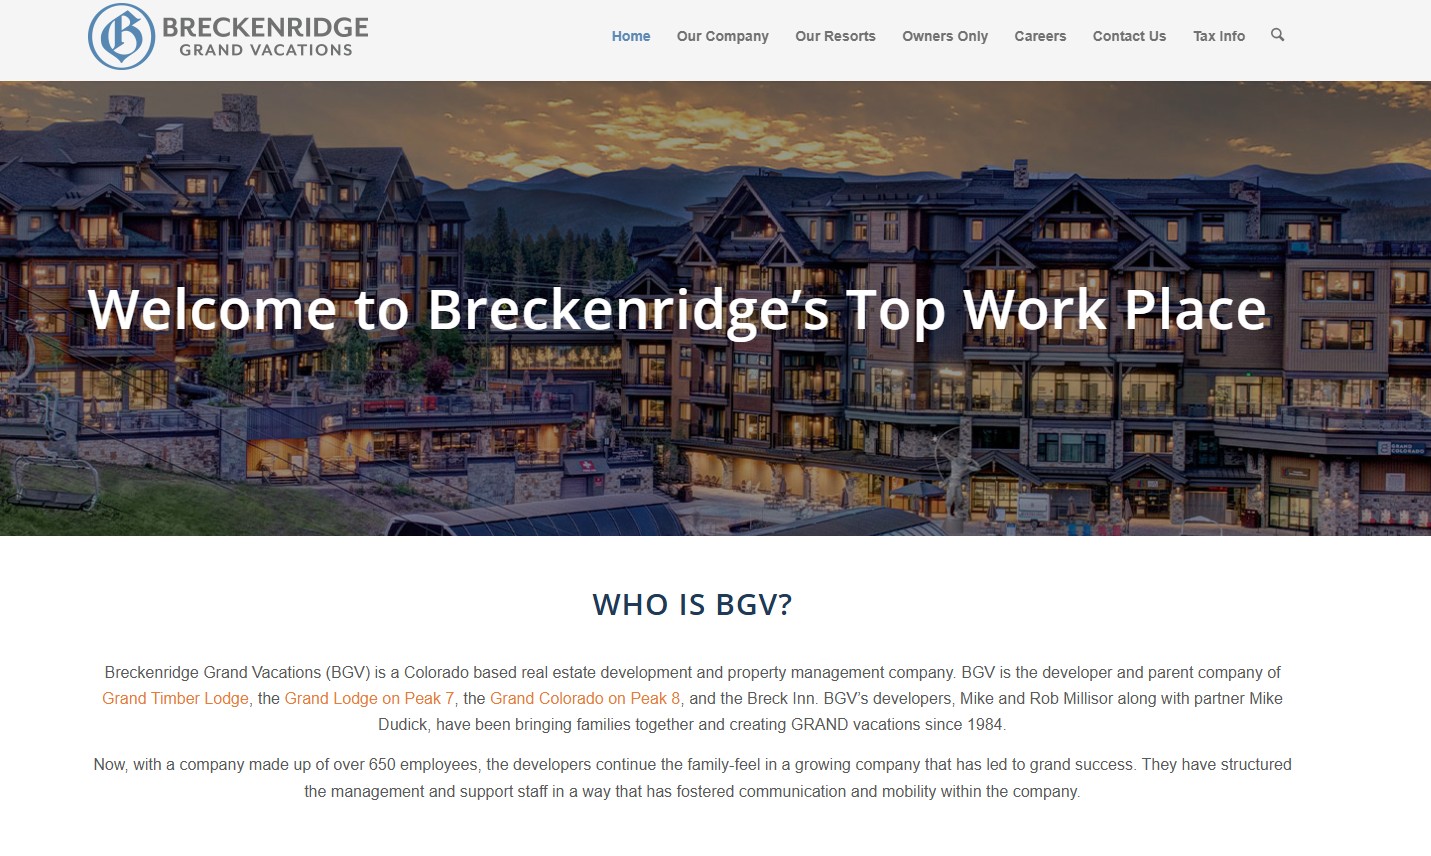 BRECKENRIDGE
GRAND VACATIONS
Home Our Company Our Resorts Owners Only Careers Contact Us Tax Info
Welcome to Breckenridge’s Top Work Place
GRAND COLORADO
WHO IS BGV?
Breckenridge Grand Vacations (BGV) is a Colorado based real estate development and property management company. BGV is the developer and parent company of
Grand Timber Lodge, the Grand Lodge on Peak 7, the Grand Colorado on Peak 8, and the Breck Inn. BGV’s developers, Mike and Rob Millisor along with partner Mike
Dudick, have been bringing families together and creating GRAND vacations since 1984.
Now, with a company made up of over 650 employees, the developers continue the family-feel in a growing company that has led to grand success. They have structured
the management and support staff in a way that has fostered communication and mobility within the company.